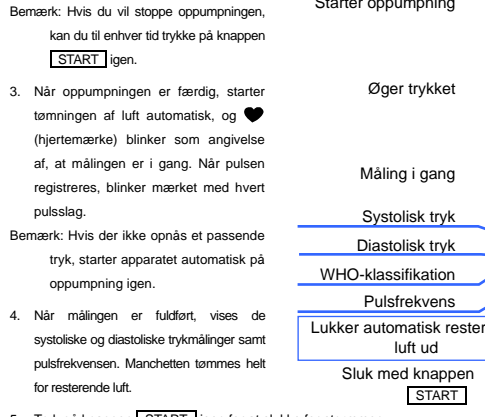 Bemærk: Hvis du vil stoppe oppumpningen,
kan du til enhver tid trykke på knappen
START igen.
3. Når oppumpningen er færdig, starter
tømningen af luft automatisk, og ♥
(hjertemærke) blinker som angivelse
af, at målingen er i gang. Når pulsen
registreres, blinker mærket med hvert
pulsslag.
Bemærk: Hvis der ikke opnås et passende
tryk, starter apparatet automatisk på
oppumpning igen.
4. Når målingen er fuldført, vises de
systoliske og diastoliske trykmålinger samt
pulsfrekvensen. Manchetten tømmes helt
for resterende luft.
START
Starter oppumpning
Øger trykket
Måling i gang
Systolisk tryk
Diastolisk tryk
WHO-klassifikation
Pulsfrekvens
Lukker automatisk rester
luft ud
Sluk med knappen
START